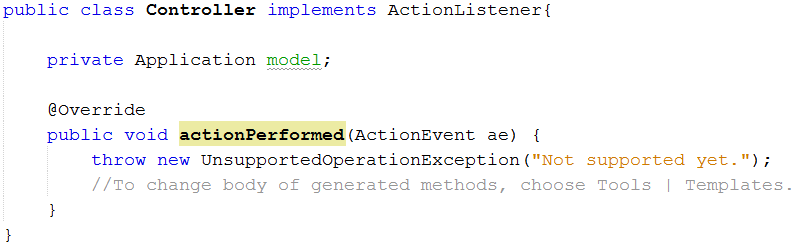 public class Controller implements ActionListener{
private Application model;
@Override
public void actionPerformed(ActionEvent ae) {
throw new UnsupportedOperationException("Not supported yet.");
//To change body of generated methods, choose Tools | Templates.
}
}